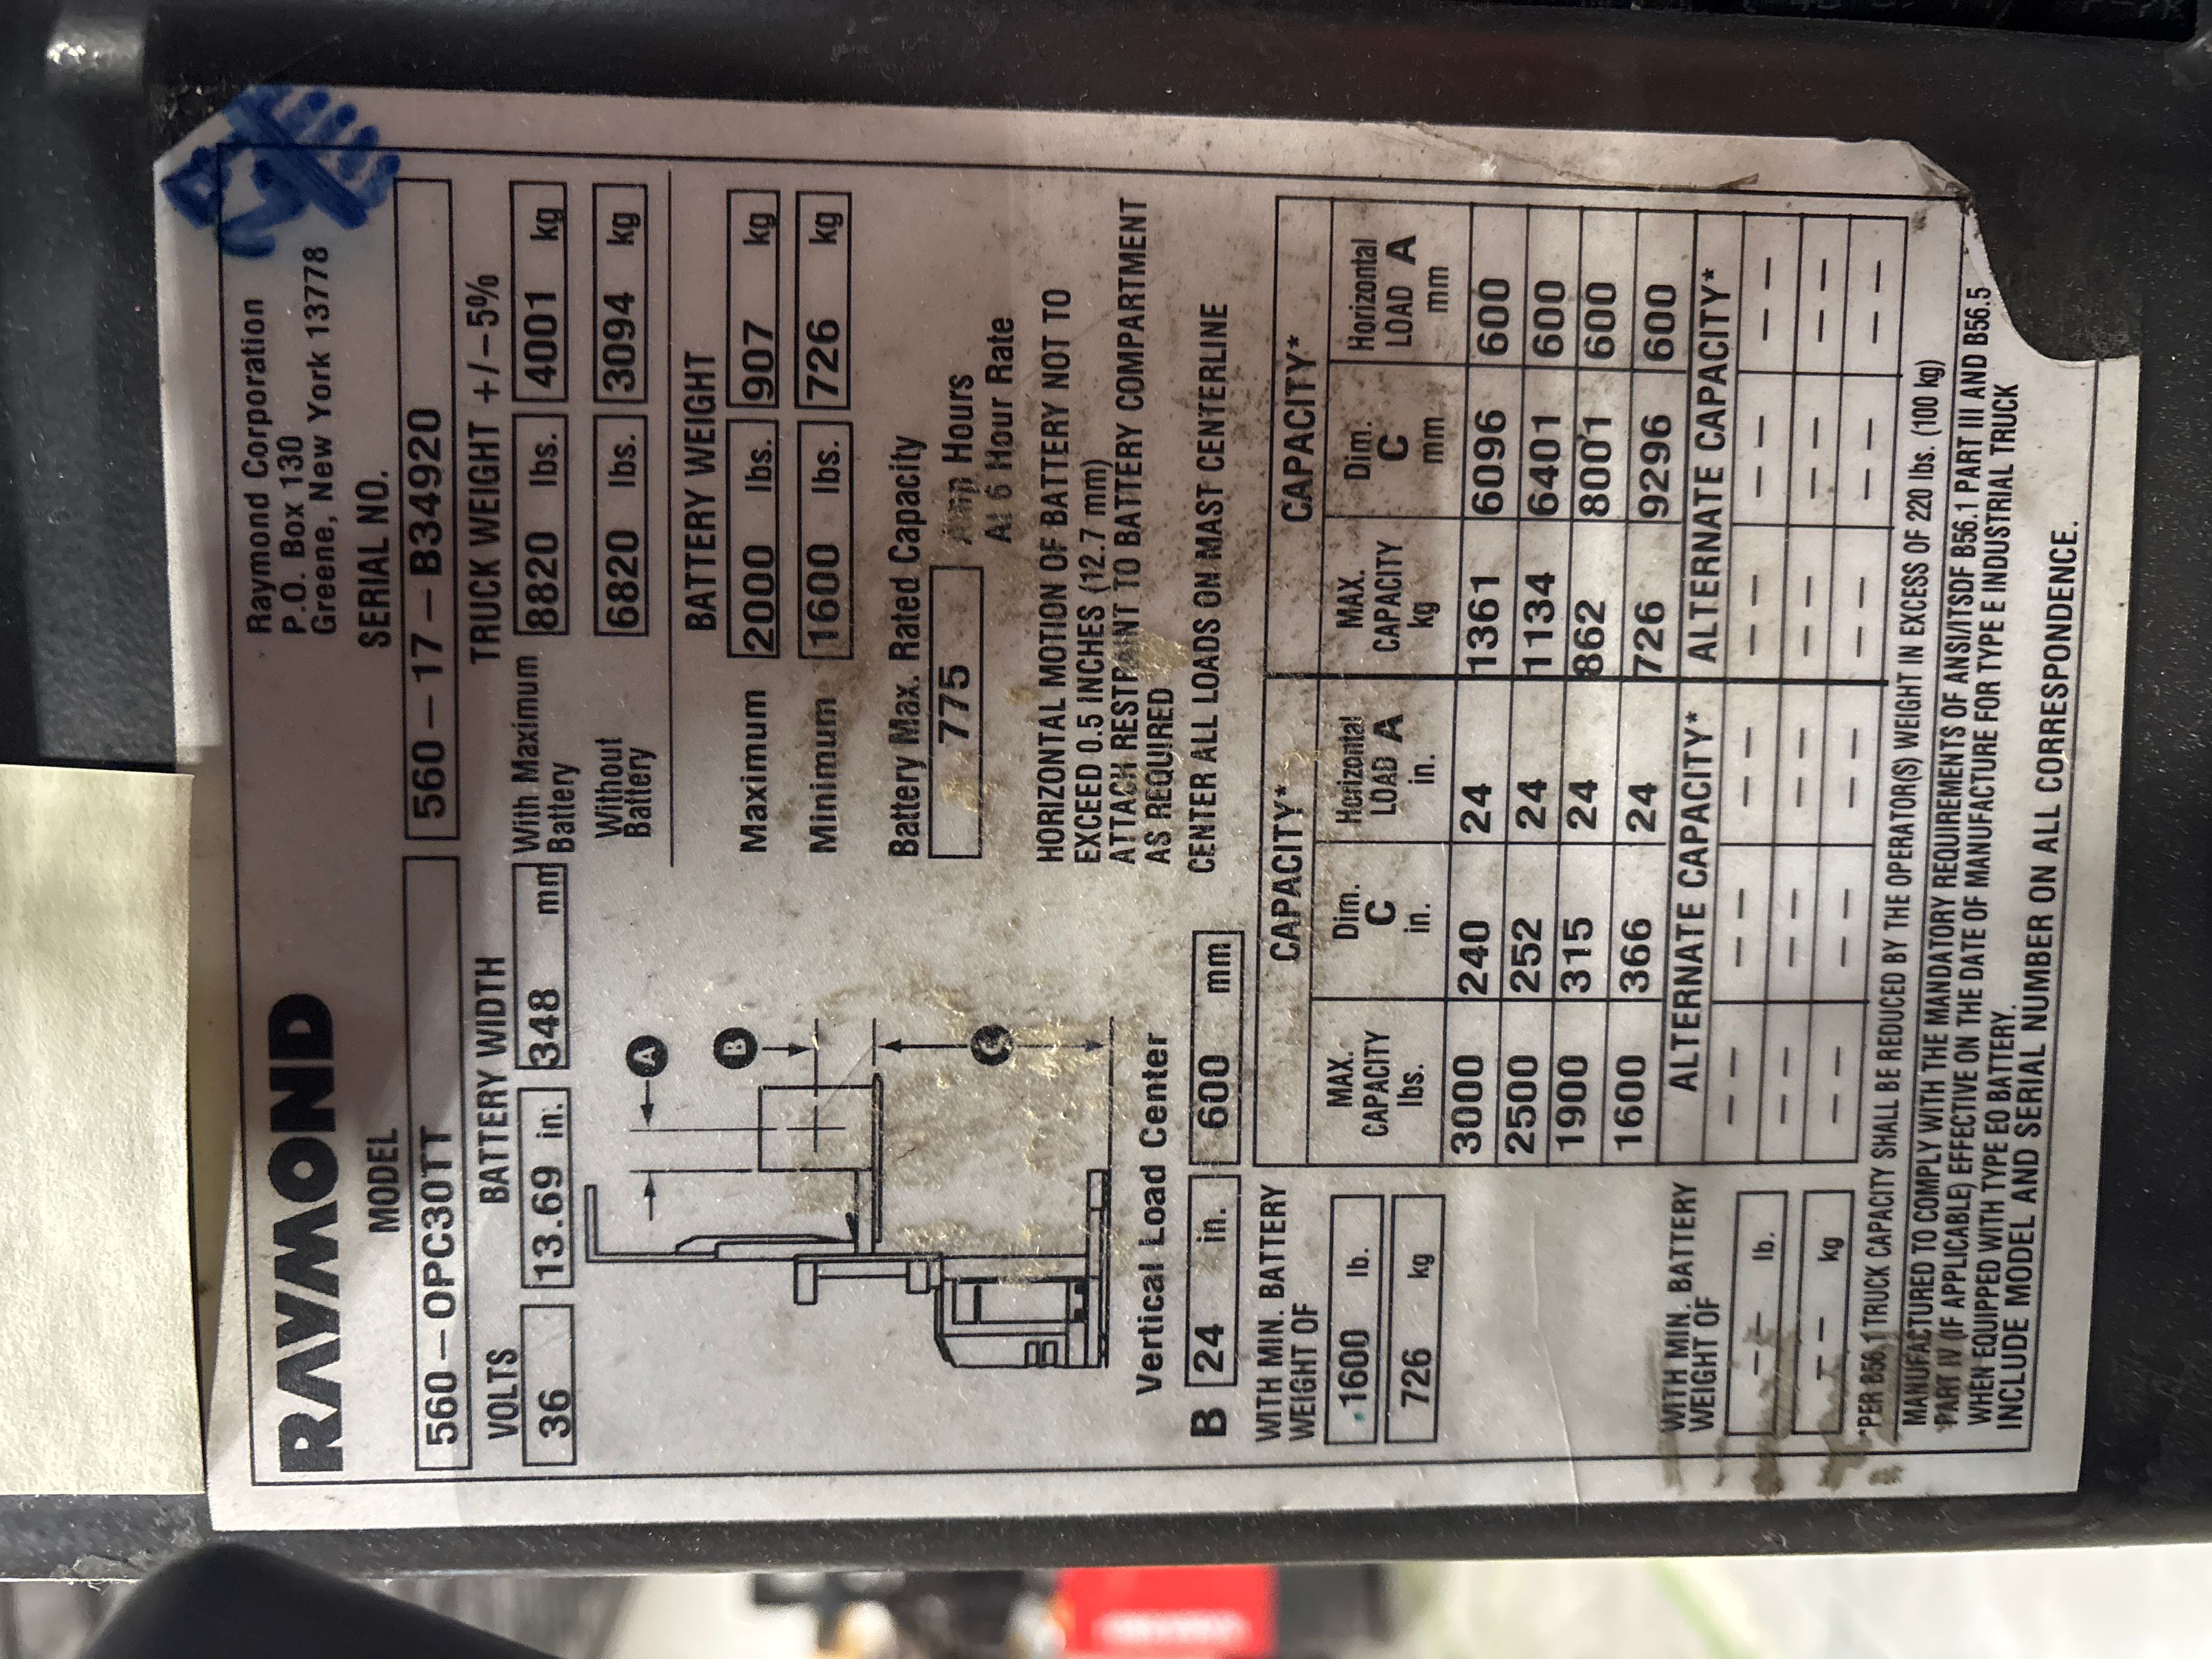 RAYMOND
Raymond Corporation
P.O. Box 130
Greene, New York 13778
MODEL
SERIAL NO.
560-OPC30TT
560-17-B34920
VOLTS
BATTERY WIDTH
TRUCK WEIGHT +/-5%
36
13.69 in.
348 mm
With Maximum
Battery
8820 lbs.
4001 kg
Without
Battery
6820 lbs.
3094 kg
BATTERY WEIGHT
Maximum
2000 lbs.
907 kg
Minimum
1600 lbs.
726 kg
Battery Max. Rated Capacity
775
Amp Hours
At 6 Hour Rate
A
B
C
HORIZONTAL MOTION OF BATTERY NOT TO
EXCEED 0.5 INCHES (12.7 mm)
ATTACH RESTRAINT TO BATTERY COMPARTMENT
AS REQUIRED
Vertical Load Center
B 24 in. 600 mm
CENTER ALL LOADS ON MAST CENTERLINE
WITH MIN. BATTERY
WEIGHT OF
1600 lb.
726 kg
CAPACITY* CAPACITY*
MAX. CAPACITY lbs. Dim. C in. Horizontal LOAD A in. MAX. CAPACITY kg Dim. C mm. Horizontal LOAD A mm
3000 240 24 1361 6096 600
2500 252 24 1134 6401 600
1900 315 24 862 8001 600
1600 366 24 726 9296 600
ALTERNATE CAPACITY* ALTERNATE CAPACITY*
-- -- -- -- -- --
-- -- -- -- -- --
-- -- -- -- -- --
WITH MIN. BATTERY
WEIGHT OF
--- lb.
--- kg
*PER B56.1 TRUCK CAPACITY SHALL BE REDUCED BY THE OPERATOR(S) WEIGHT IN EXCESS OF 220 lbs. (100 kg)
MANUFACTURED TO COMPLY WITH THE MANDATORY REQUIREMENTS OF ANSI/ITSDF B56.1 PART III AND B56.5
PART IV (IF APPLICABLE) EFFECTIVE ON THE DATE OF MANUFACTURE FOR TYPE E INDUSTRIAL TRUCK
WHEN EQUIPPED WITH TYPE EO BATTERY.
INCLUDE MODEL AND SERIAL NUMBER ON ALL CORRESPONDENCE.